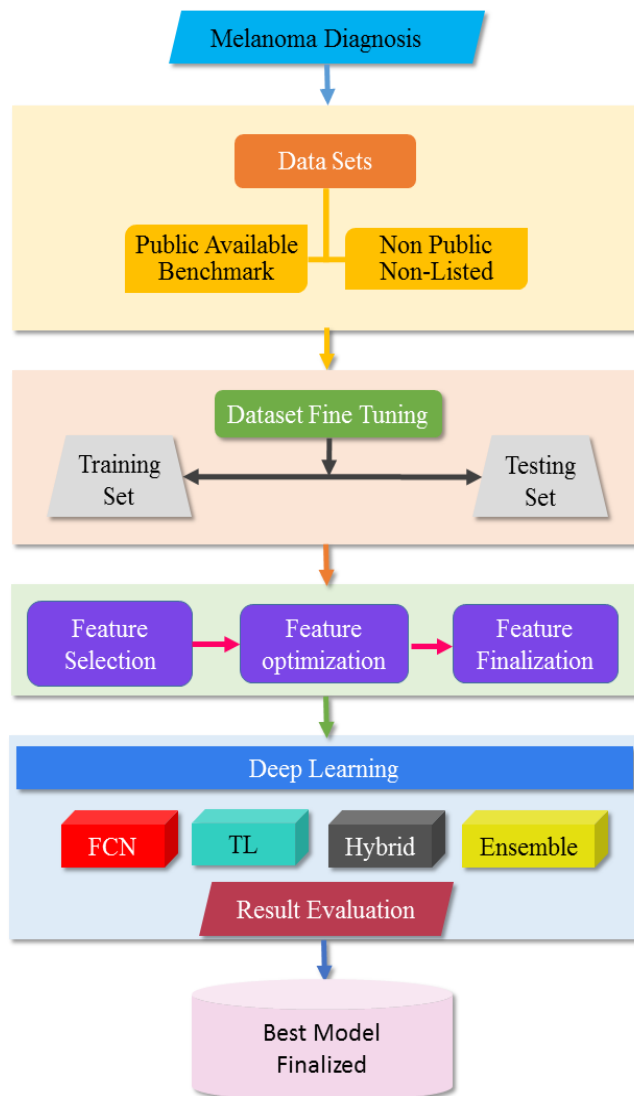 Melanoma Diagnosis
Data Sets
Public Available
Benchmark
Non Public
Non-Listed
Dataset Fine Tuning
Training
Set
Testing
Set
Feature
Selection
Feature
optimization
Feature
Finalization
Deep Learning
FCN
TL
Hybrid
Ensemble
Result Evaluation
Best Model
Finalized